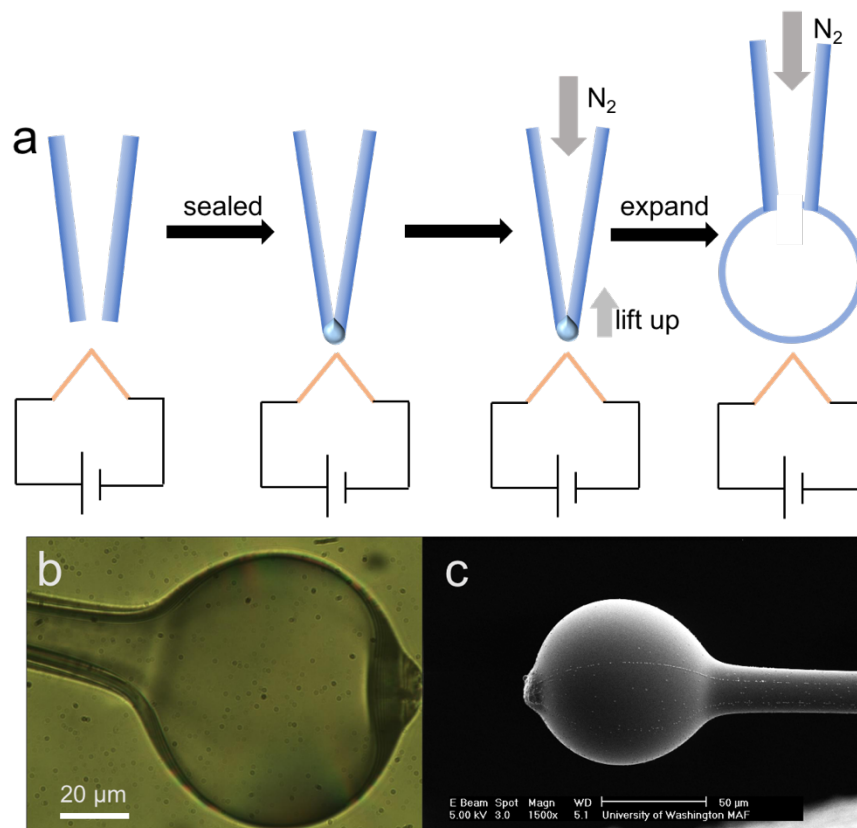 a
sealed
N₂
lift up
expand
N₂
b
20 µm
c
E Beam Spot Magn WD 50 µm
5.00 kV 3.0 1500x 5.1 University of Washington MAF